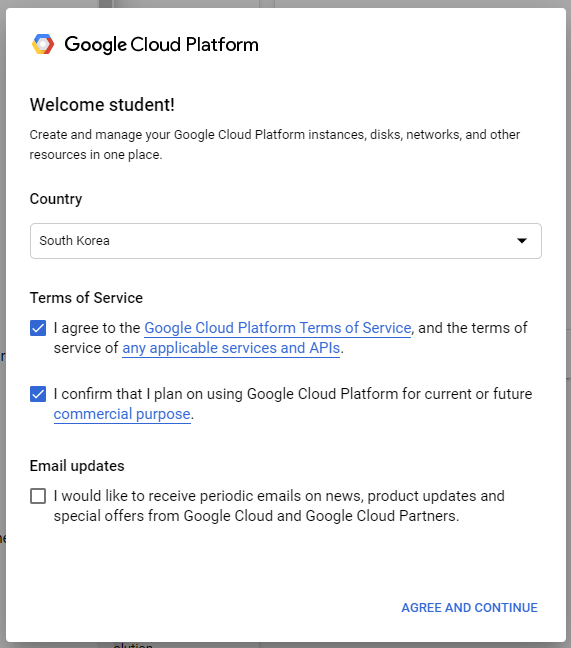 Google Cloud Platform
Welcome student!
Create and manage your Google Cloud Platform instances, disks, networks, and other
resources in one place.
Country
South Korea
Terms of Service
I agree to the Google Cloud Platform Terms of Service, and the terms of
service of any applicable services and APIs.
I confirm that I plan on using Google Cloud Platform for current or future
commercial purpose.
Email updates
I would like to receive periodic emails on news, product updates and
special offers from Google Cloud and Google Cloud Partners.
AGREE AND CONTINUE